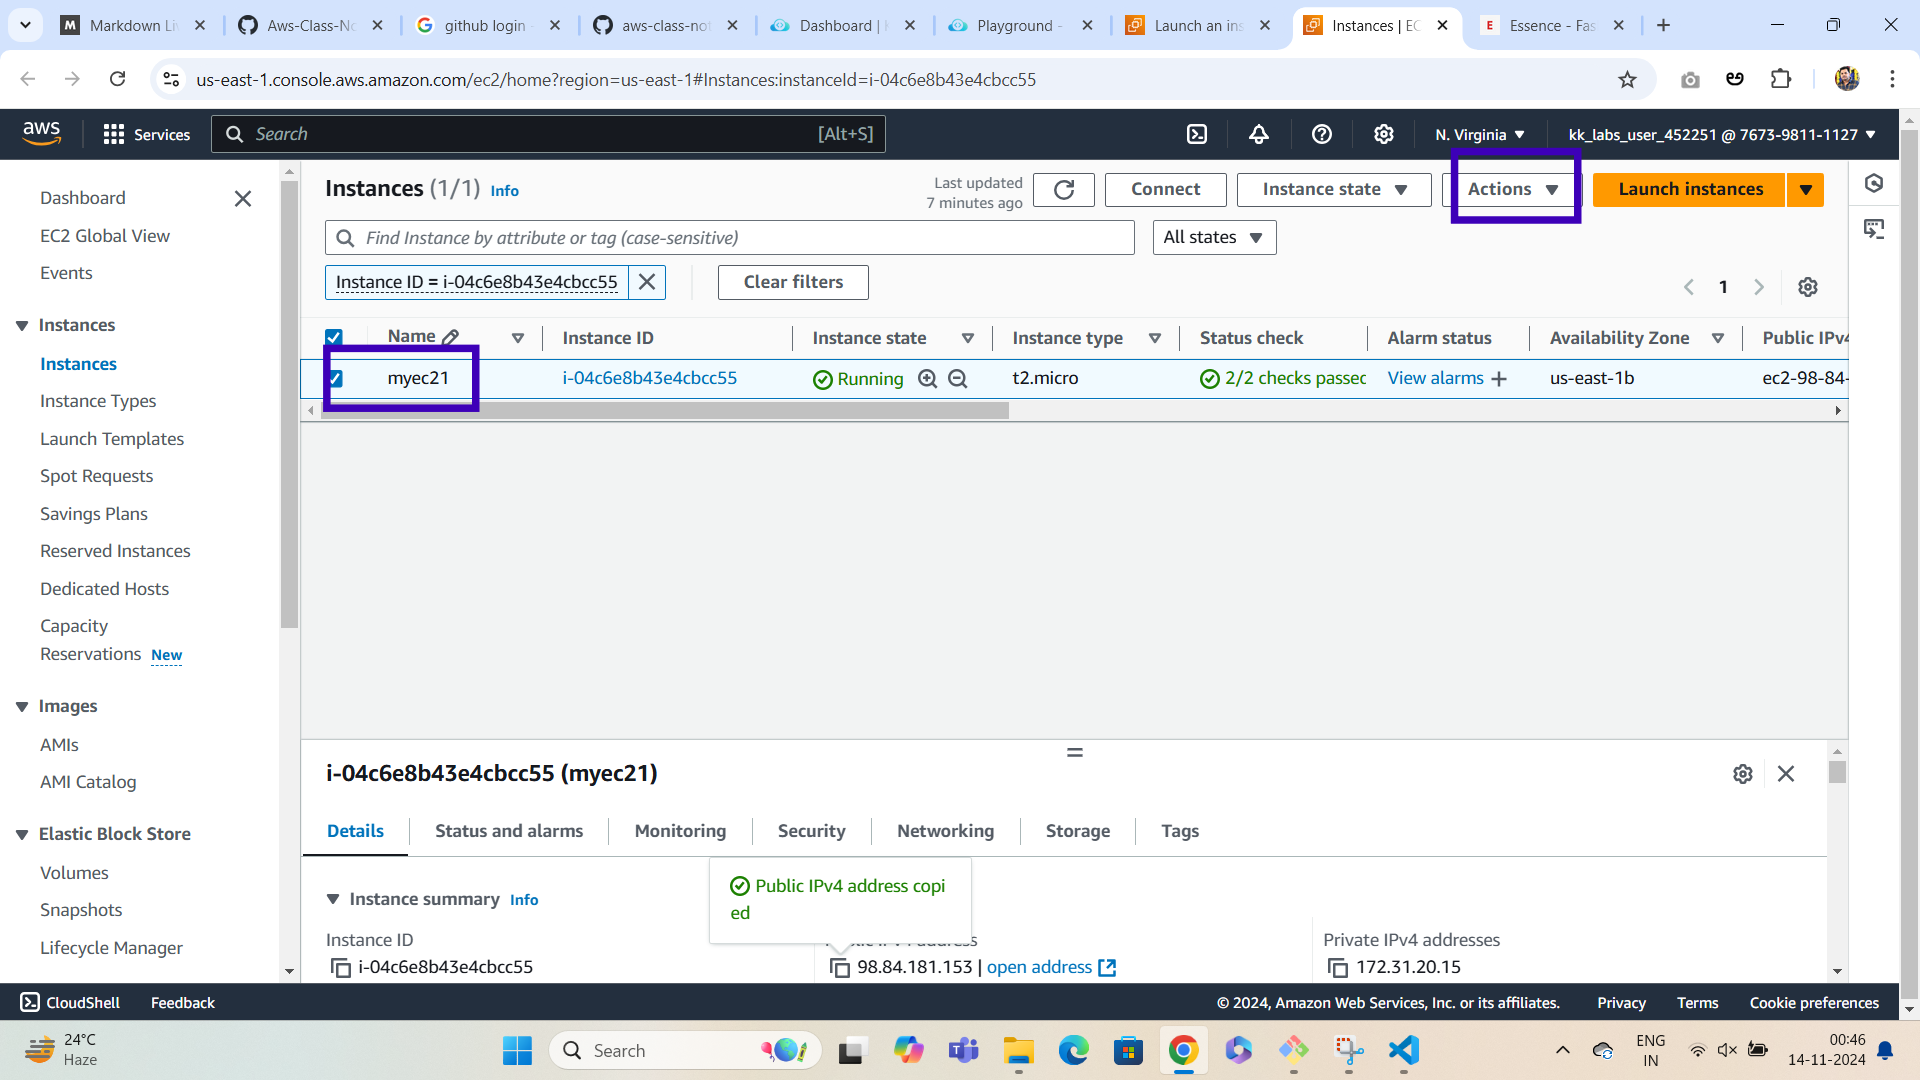 Markdown Li
Aws-Class-No
github login -
aws-class-not
Dashboard | K
Playground -
Launch an ins
Instances | EC
Essence - Fas
us-east-1.console.aws.amazon.com/ec2/home?region=us-east-1#Instances:instanceId=i-04c6e8b43e4cbcc55
aws
Services
Search
[Alt+S]
N. Virginia
kk_labs_user_452251 @ 7673-9811-1127
Dashboard
EC2 Global View
Events
Instances
Instances
Instance Types
Launch Templates
Spot Requests
Savings Plans
Reserved Instances
Dedicated Hosts
Capacity
Reservations New
Images
AMIs
AMI Catalog
Elastic Block Store
Volumes
Snapshots
Lifecycle Manager
Instances (1/1) Info
Last updated
7 minutes ago
Connect
Instance state
Actions
Launch instances
Find Instance by attribute or tag (case-sensitive)
All states
Instance ID = i-04c6e8b43e4cbcc55
Clear filters
1
Name
Instance ID
Instance state
Instance type
Status check
Alarm status
Availability Zone
Public IPv4
myec21
i-04c6e8b43e4cbcc55
Running
t2.micro
2/2 checks passed
View alarms
us-east-1b
ec2-98-84-
i-04c6e8b43e4cbcc55 (myec21)
Details
Status and alarms
Monitoring
Security
Networking
Storage
Tags
Public IPv4 address copi
ed
Instance summary Info
Instance ID
i-04c6e8b43e4cbcc55
98.84.181.153 | open address
Private IPv4 addresses
172.31.20.15
CloudShell
Feedback
© 2024, Amazon Web Services, Inc. or its affiliates.
Privacy
Terms
Cookie preferences
24°C
Haze
Search
ENG
IN
00:46
14-11-2024